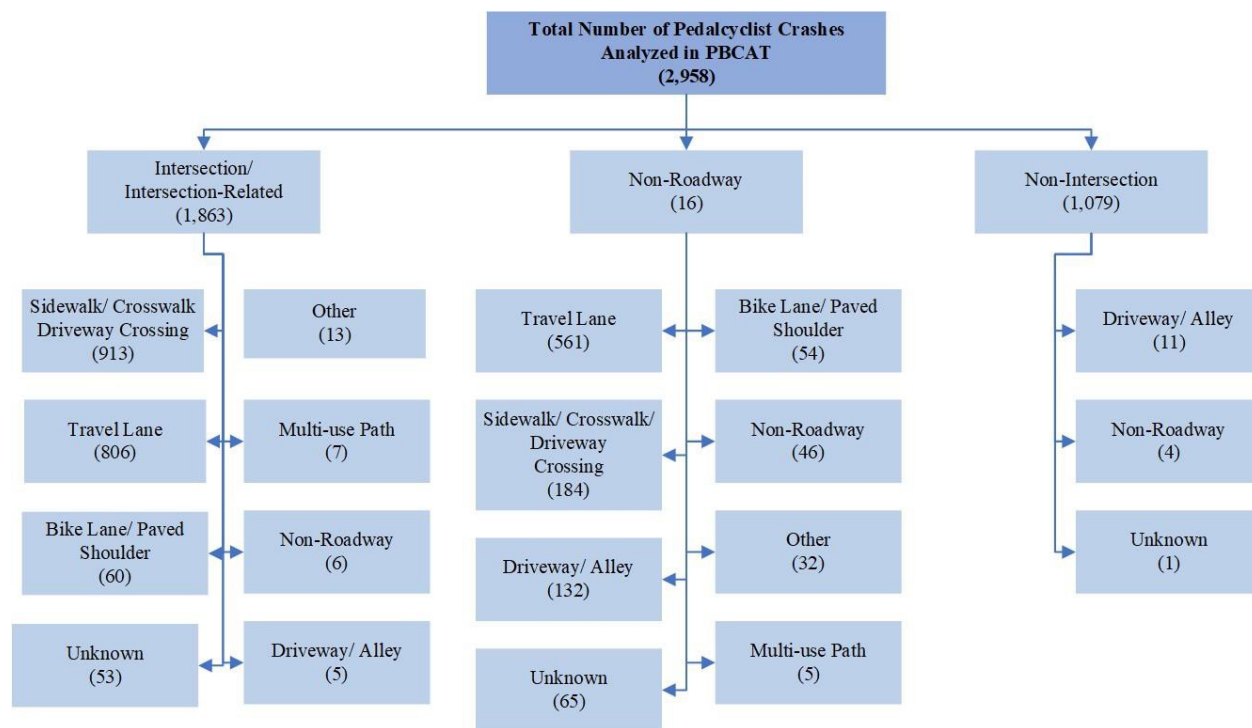 Total Number of Pedalcyclist Crashes
Analyzed in PBCAT
(2,958)
Intersection/
Intersection-Related
(1,863)
Non-Roadway
(16)
Non-Intersection
(1,079)
Sidewalk/ Crosswalk
Driveway Crossing
(913)
Other
(13)
Travel Lane
(806)
Multi-use Path
(7)
Bike Lane/ Paved
Shoulder
(60)
Non-Roadway
(6)
Unknown
(53)
Driveway/ Alley
(5)
Travel Lane
(561)
Bike Lane/ Paved
Shoulder
(54)
Sidewalk/ Crosswalk/
Driveway
Crossing
(184)
Non-Roadway
(46)
Driveway/ Alley
(132)
Other
(32)
Unknown
(65)
Multi-use Path
(5)
Driveway/ Alley
(11)
Non-Roadway
(4)
Unknown
(1)